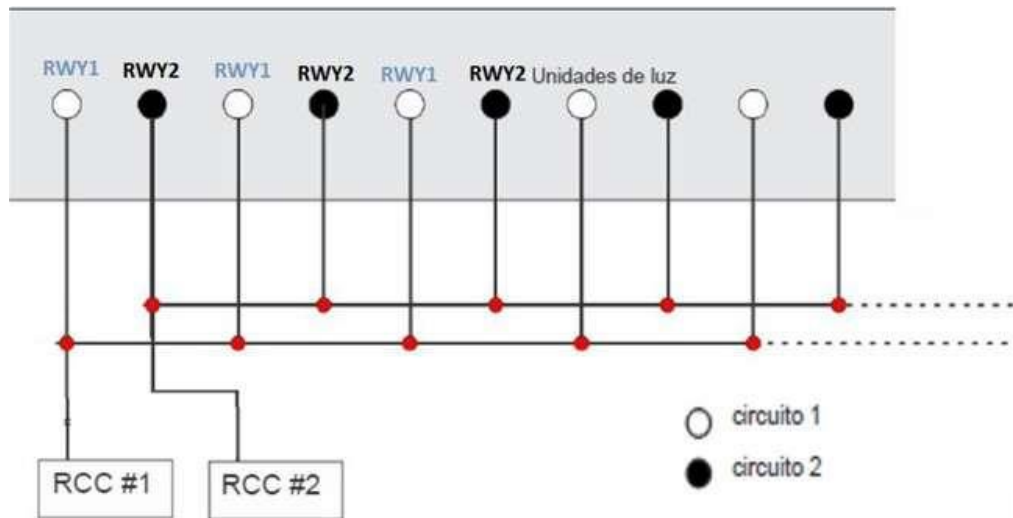 RWY1 RWY2 RWY1 RWY2 RWY1 RWY2 Unidades de luz
circuito 1
circuito 2
RCC #1 RCC #2